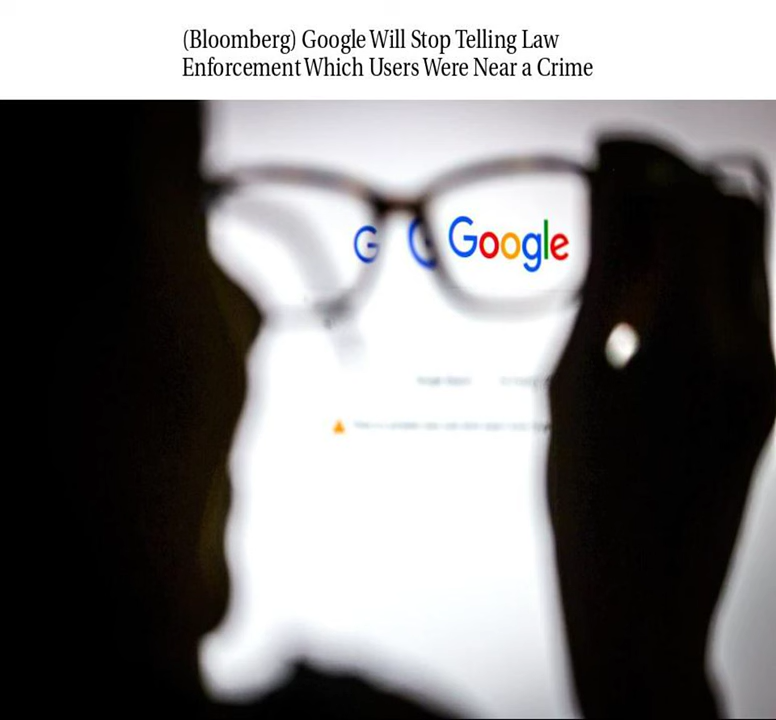 (Bloomberg) Google Will Stop Telling Law
Enforcement Which Users Were Near a Crime
G G Google